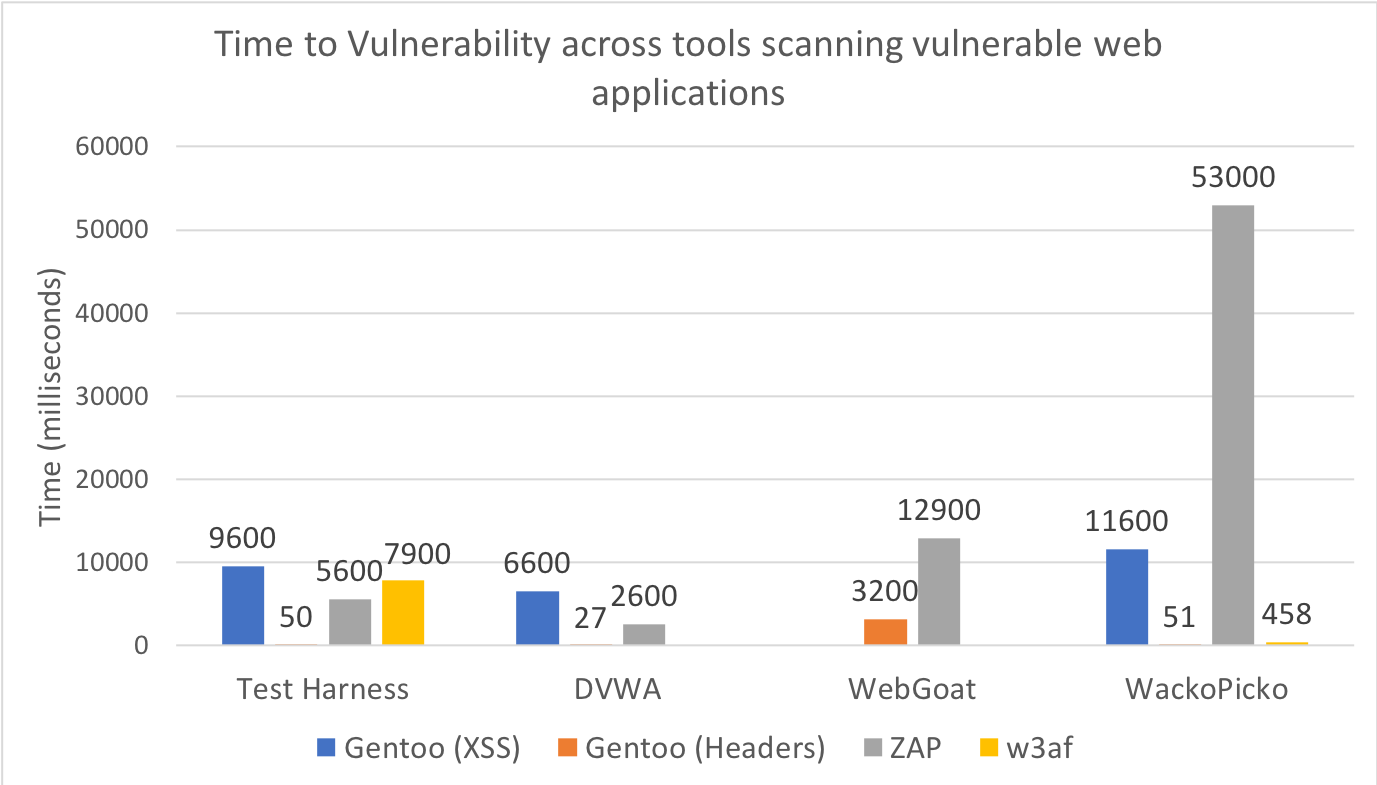 Time to Vulnerability across tools scanning vulnerable web
applications
Time (milliseconds)
60000
50000
40000
30000
20000
10000
0
9600
50
5600
7900
6600
27
2600
3200
12900
11600
51
53000
458
Test Harness
DVWA
WebGoat
WackoPicko
Gentoo (XSS)
Gentoo (Headers)
ZAP
w3af